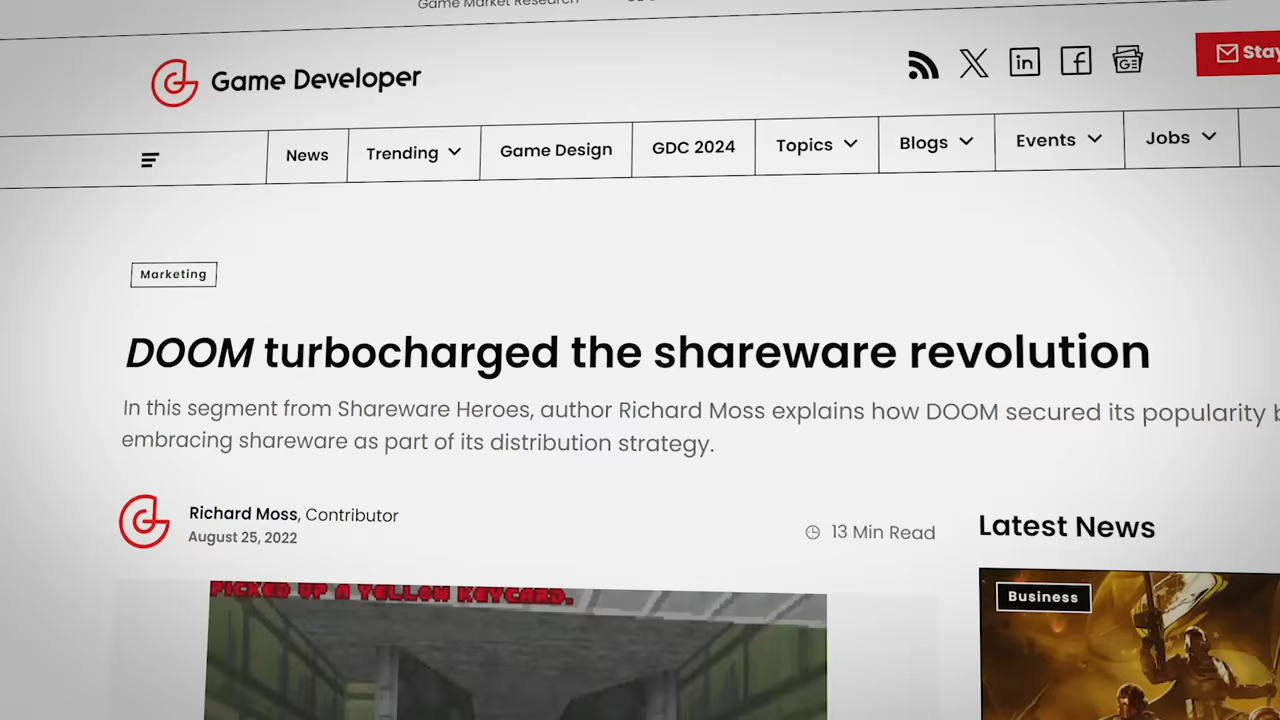 Game Market Research
Game Developer
GE
Stay
News
Trending
Game Design
GDC 2024
Topics
Blogs
Events
Jobs
Marketing
DOOM turbocharged the shareware revolution
In this segment from Shareware Heroes, author Richard Moss explains how DOOM secured its popularity
embracing shareware as part of its distribution strategy.
Richard Moss, Contributor
August 25, 2022
13 Min Read
Latest News
PICKED UP A YELLOW KEYCARD.
Business